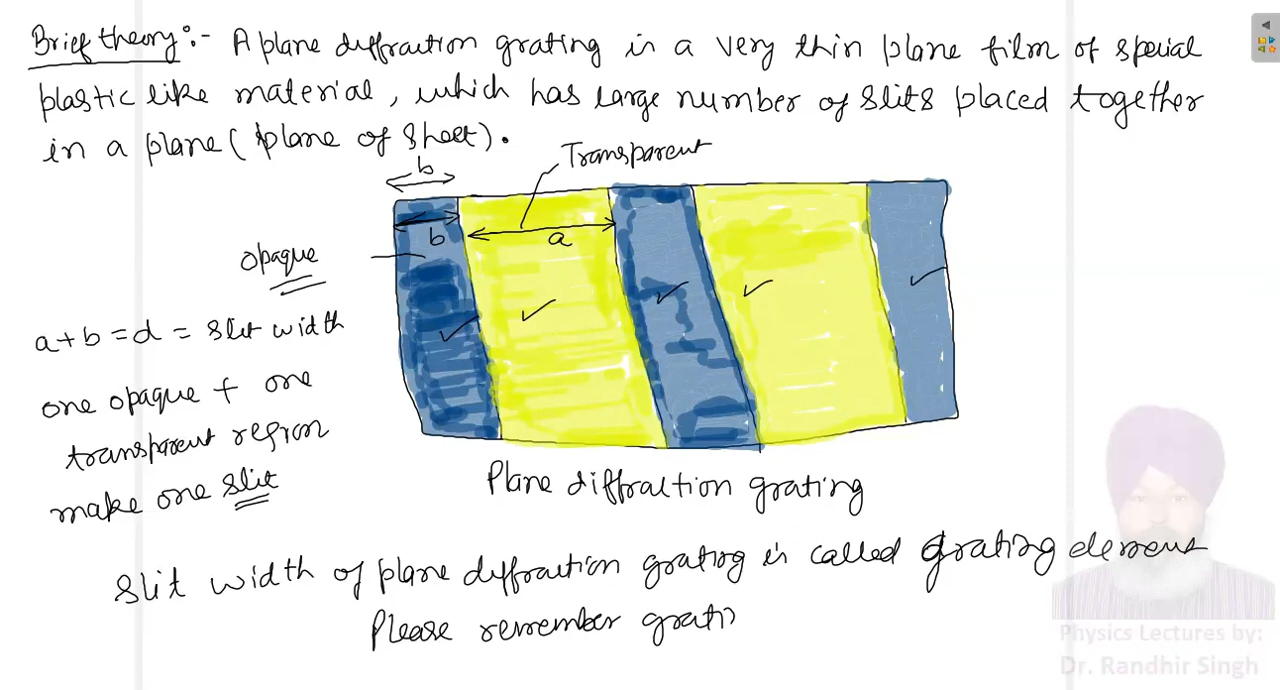 Brief theory:- A plane diffraction grating is a very thin plane film of special
plastic like material, which has large number of slits placed together
in a plane (plane of sheet).
b
Transparent
b
a
opaque
a+b = d = slit width
one opaque + one
transparent region
make one slit
Plane diffraction grating
Slit width of plane diffraction grating is called grating element
Please remember grati
Physics Lectures by:
Dr. Randhir Singh